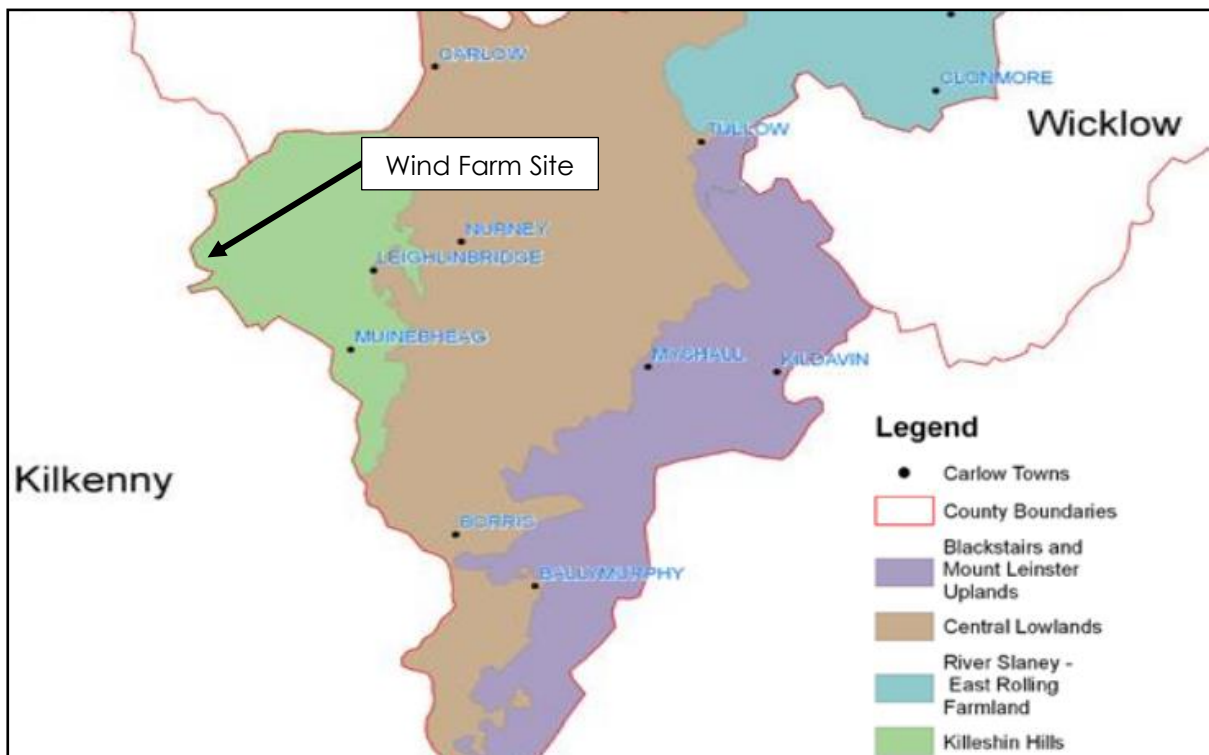 CARLOW
CLONMORE
Wicklow
TULLOW
Wind Farm Site
NURNEY
LEIGHLINBRIDGE
MUINEBHEAG
MYSHALL
KILDAVIN
Legend
Carlow Towns
Kilkenny
County Boundaries
BORRIS
Blackstairs and
Mount Leinster
Uplands
BALLYMURPHY
Central Lowlands
River Slaney -
East Rolling
Farmland
Killeshin Hills